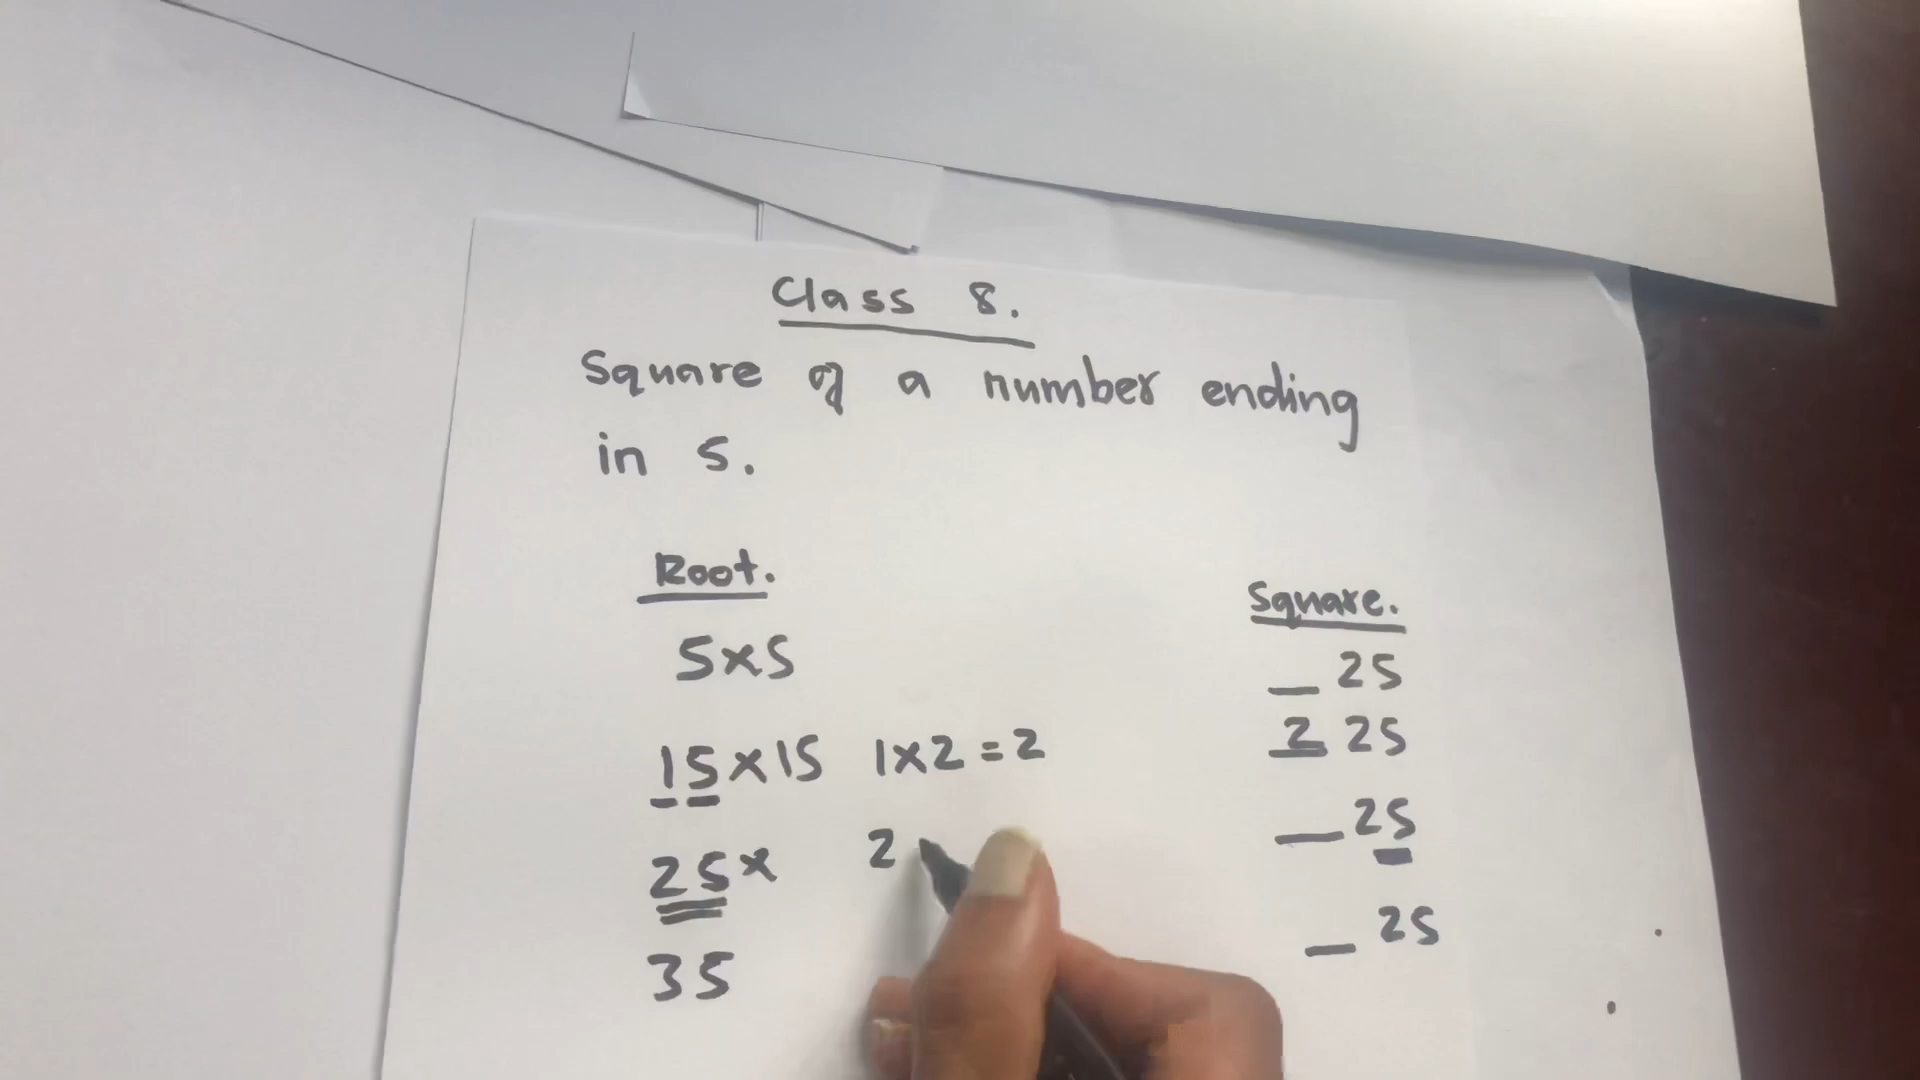 Class 8.
Square of a number ending
in 5.
Root.
Square.
5×5
_ 25
15×15 1×2=2
2 25
25× 2
_ 25
35
_ 25